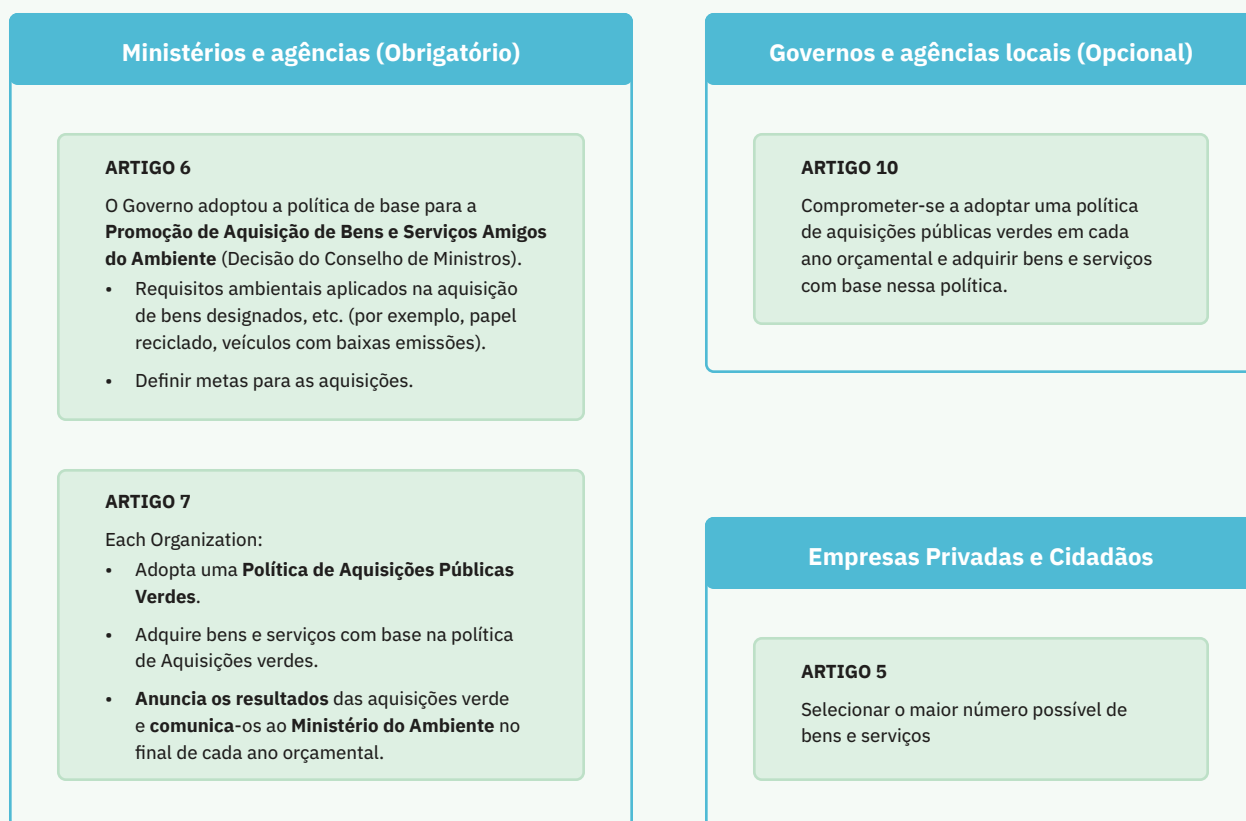 Ministérios e agências (Obrigatório)
ARTIGO 6
O Governo adoptou a política de base para a
Promoção de Aquisição de Bens e Serviços Amigos
do Ambiente (Decisão do Conselho de Ministros).
• Requisitos ambientais aplicados na aquisição
de bens designados, etc. (por exemplo, papel
reciclado, veículos com baixas emissões).
• Definir metas para as aquisições.
ARTIGO 7
Each Organization:
• Adopta uma Política de Aquisições Públicas
Verdes.
• Adquire bens e serviços com base na política
de Aquisições verdes.
• Anuncia os resultados das aquisições verde
e comunica-os ao Ministério do Ambiente no
final de cada ano orçamental.
Governos e agências locais (Opcional)
ARTIGO 10
Comprometer-se a adoptar uma política
de aquisições públicas verdes em cada
ano orçamental e adquirir bens e serviços
com base nessa política.
Empresas Privadas e Cidadãos
ARTIGO 5
Selecionar o maior número possível de
bens e serviços